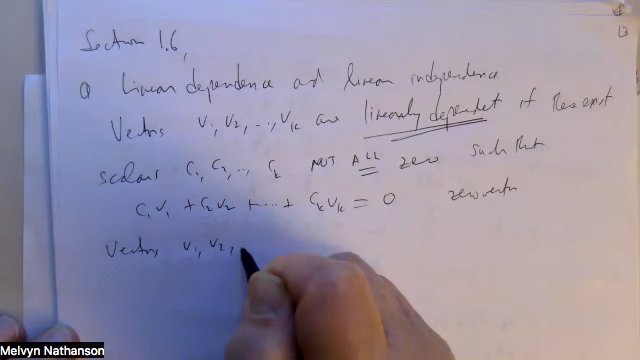 13
Section 1.6,
Linear dependence and linear independence.
Vectors v1, v2, ..., vk are linearly dependent if there exist
scalars c1, c2, .., ck NOT ALL zero such that
c1v1 + c2v2 + ... + ckvk = 0 zero vector
Vectors v1, v2,
Melvyn Nathanson